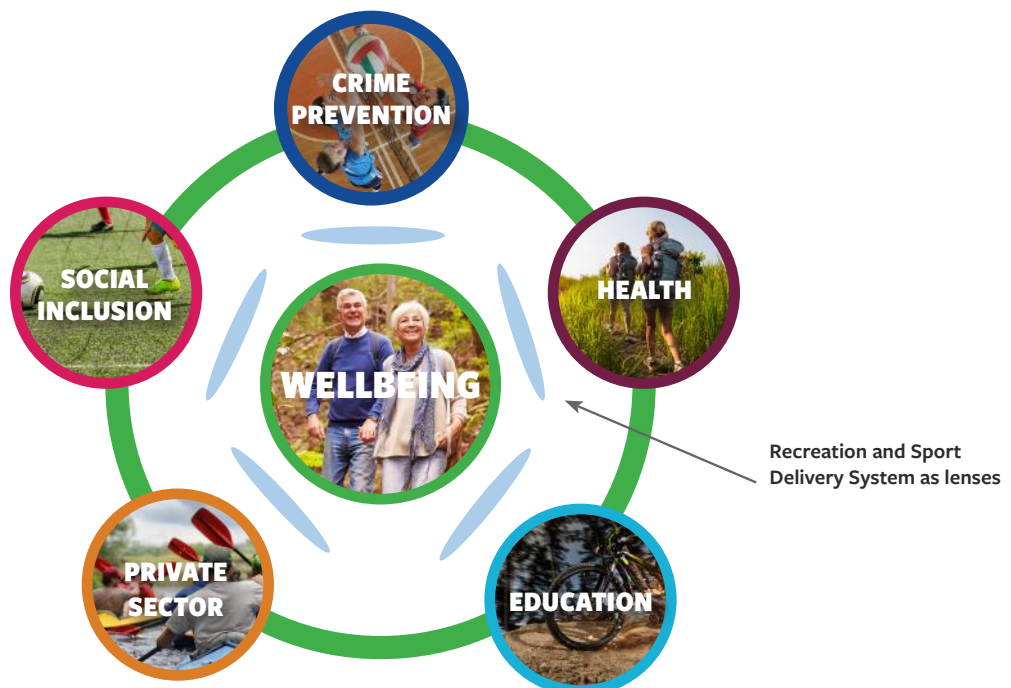 CRIME
PREVENTION
SOCIAL
INCLUSION
HEALTH
WELLBEING
Recreation and Sport
Delivery System as lenses
PRIVATE
SECTOR
EDUCATION